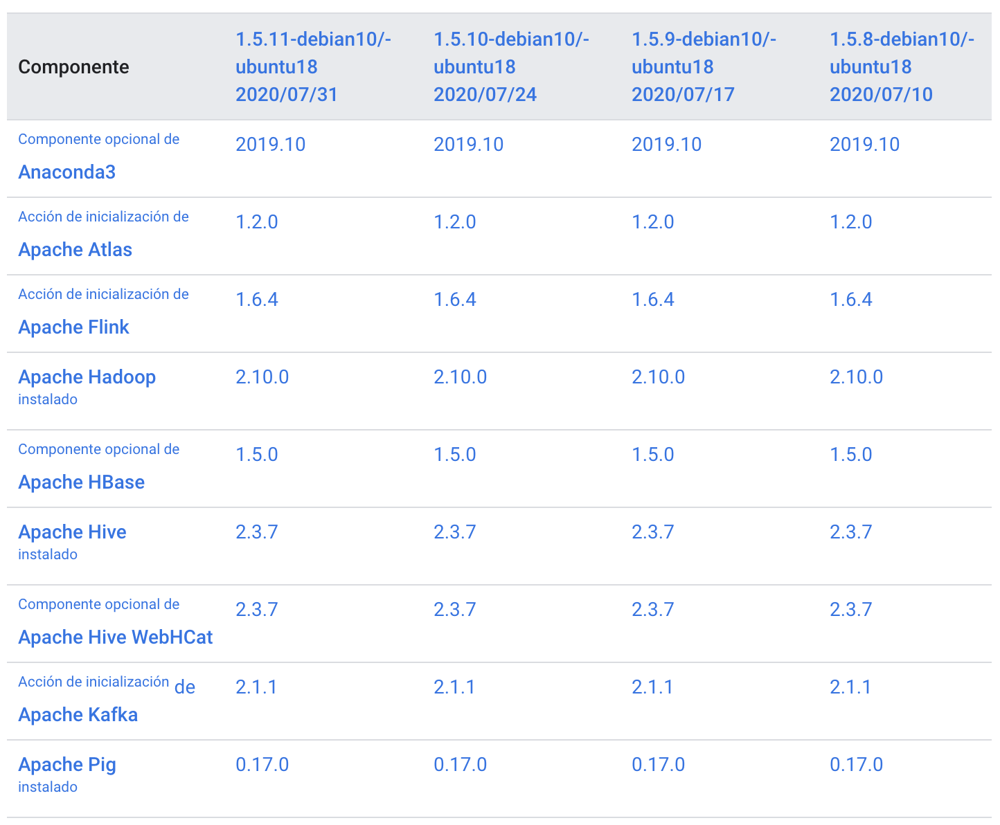 Componente
1.5.11-debian10/-
ubuntu18
2020/07/31
1.5.10-debian10/-
ubuntu18
2020/07/24
1.5.9-debian10/-
ubuntu18
2020/07/17
1.5.8-debian10/-
ubuntu18
2020/07/10
Componente opcional de
Anaconda3
2019.10
2019.10
2019.10
2019.10
Acción de inicialización de
Apache Atlas
1.2.0
1.2.0
1.2.0
1.2.0
Acción de inicialización de
Apache Flink
1.6.4
1.6.4
1.6.4
1.6.4
Apache Hadoop
instalado
2.10.0
2.10.0
2.10.0
2.10.0
Componente opcional de
Apache HBase
1.5.0
1.5.0
1.5.0
1.5.0
Apache Hive
instalado
2.3.7
2.3.7
2.3.7
2.3.7
Componente opcional de
Apache Hive WebHCat
2.3.7
2.3.7
2.3.7
2.3.7
Acción de inicialización de
Apache Kafka
2.1.1
2.1.1
2.1.1
2.1.1
Apache Pig
instalado
0.17.0
0.17.0
0.17.0
0.17.0